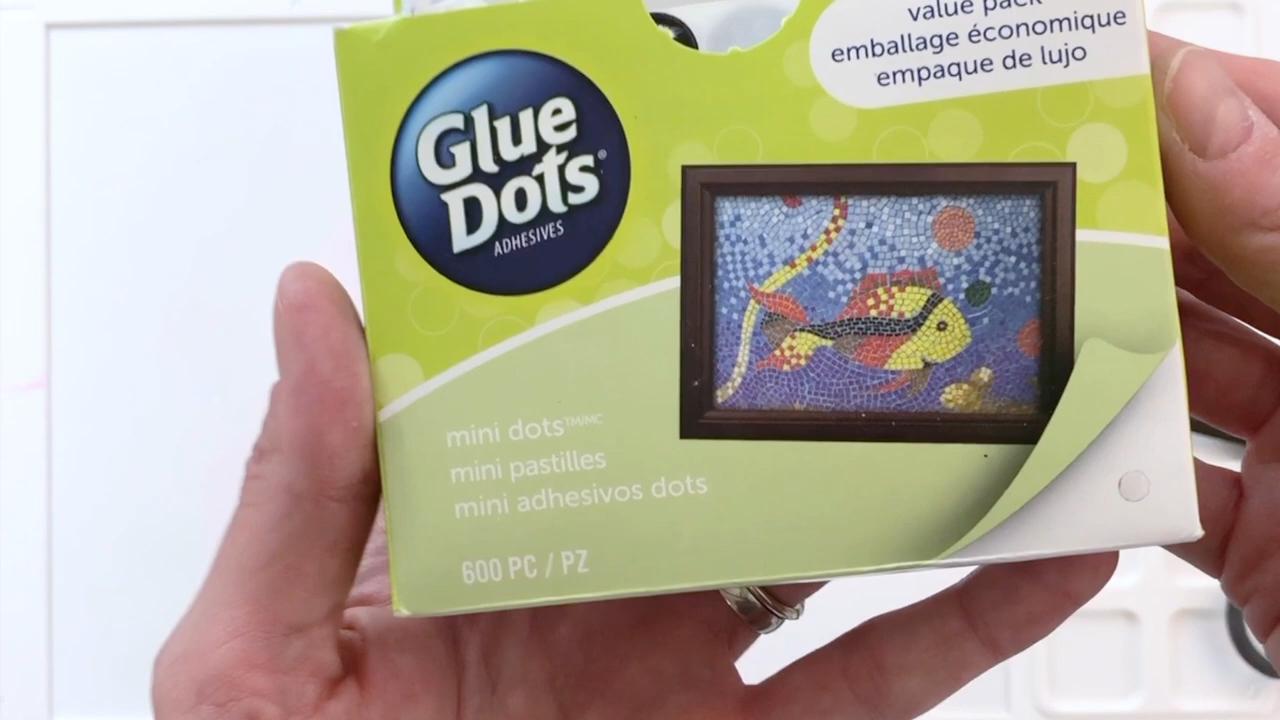 value pack
emballage économique
empaque de lujo
Glue
Dots®
ADHESIVES
mini dots™/MC
mini pastilles
mini adhesivos dots
600 PC / PZ